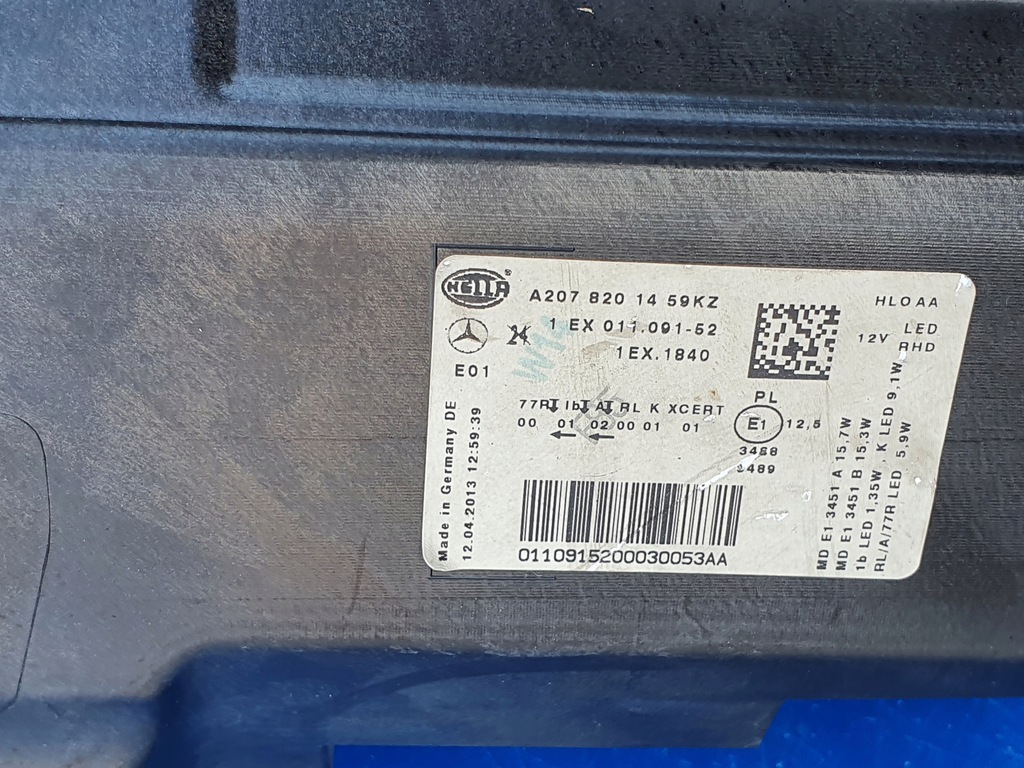 HELLA ®
A207 820 14 59KZ
1 EX 011.091-52
1EX.1840
E01
HLOAA
LED
12V RHD
77R 1b A RL K XCERT
00 01 02 00 01 01
PL
E1 12,5
3488
3489
0110915200030053AA
Made in Germany DE
12.04.2013 12:59:39
MD E1 3451 A 15,7W
MD E1 3451 B 15,3W
1b LED 1,35W K LED 9,1W
RL/A/77R LED 5,9W